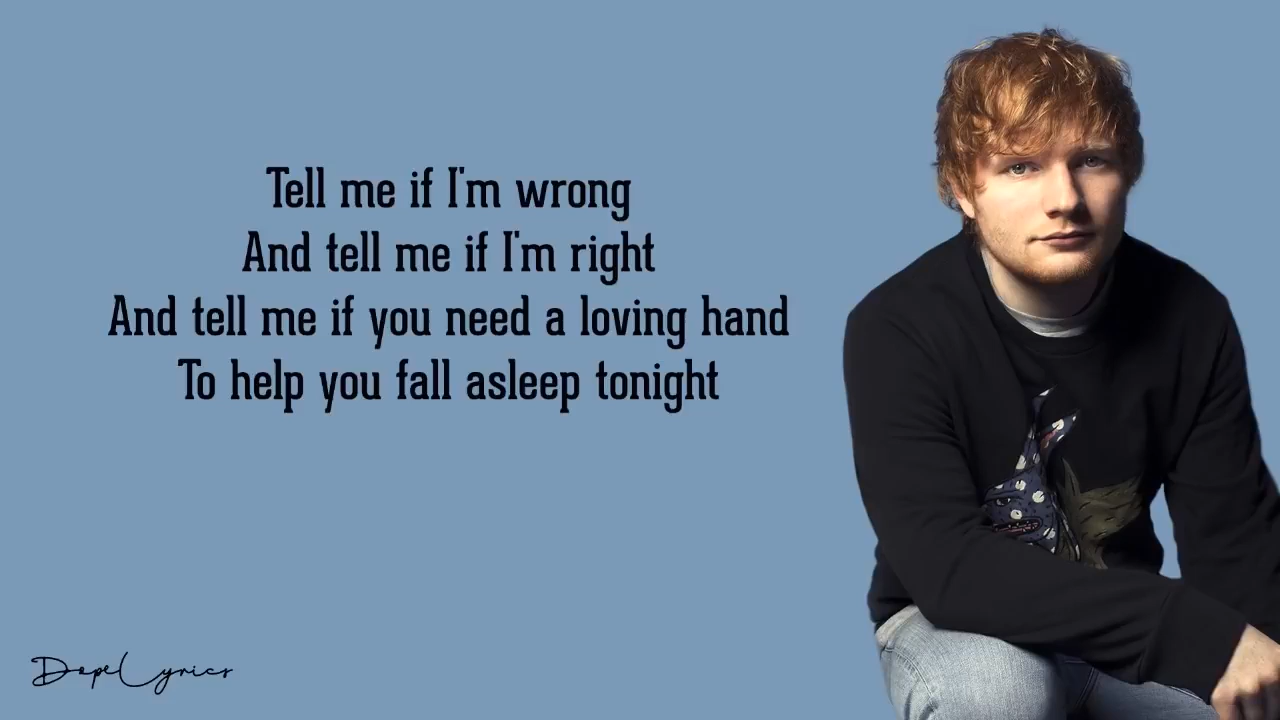 Tell me if I'm wrong
And tell me if I'm right
And tell me if you need a loving hand
To help you fall asleep tonight
DopeLyrics